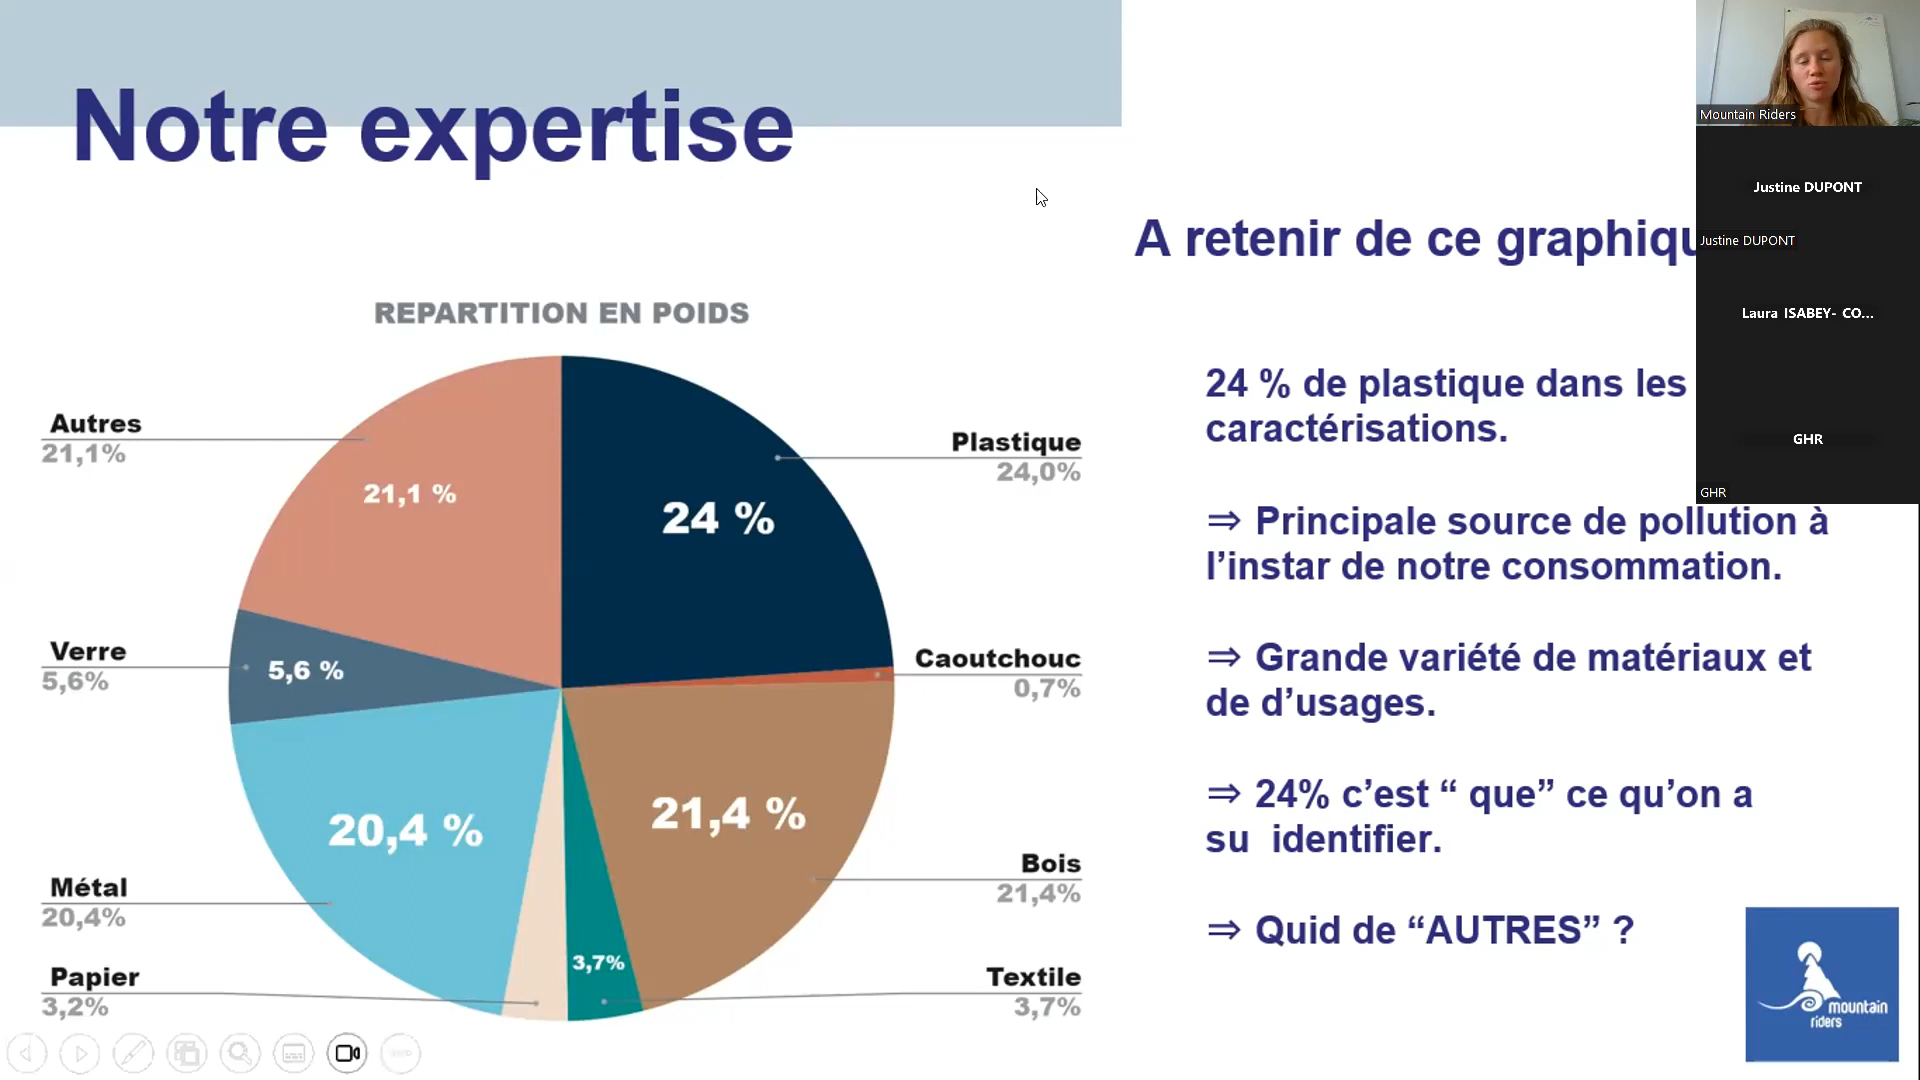 Notre expertise
A retenir de ce graphiqu
REPARTITION EN POIDS
Autres
21,1%
21,1 %
24 %
Plastique
24,0%
Verre
5,6%
5,6 %
Caoutchouc
0,7%
20,4 %
21,4 %
Métal
20,4%
Bois
21,4%
Papier
3,2%
3,7%
Textile
3,7%
24 % de plastique dans les
caractérisations.
⇒ Principale source de pollution à
l’instar de notre consommation.
⇒ Grande variété de matériaux et
de d’usages.
⇒ 24% c’est “ que” ce qu’on a
su identifier.
⇒ Quid de “AUTRES” ?
mountain
riders
Mountain Riders
Justine DUPONT
Justine DUPONT
Laura ISABEY- CO...
GHR
GHR